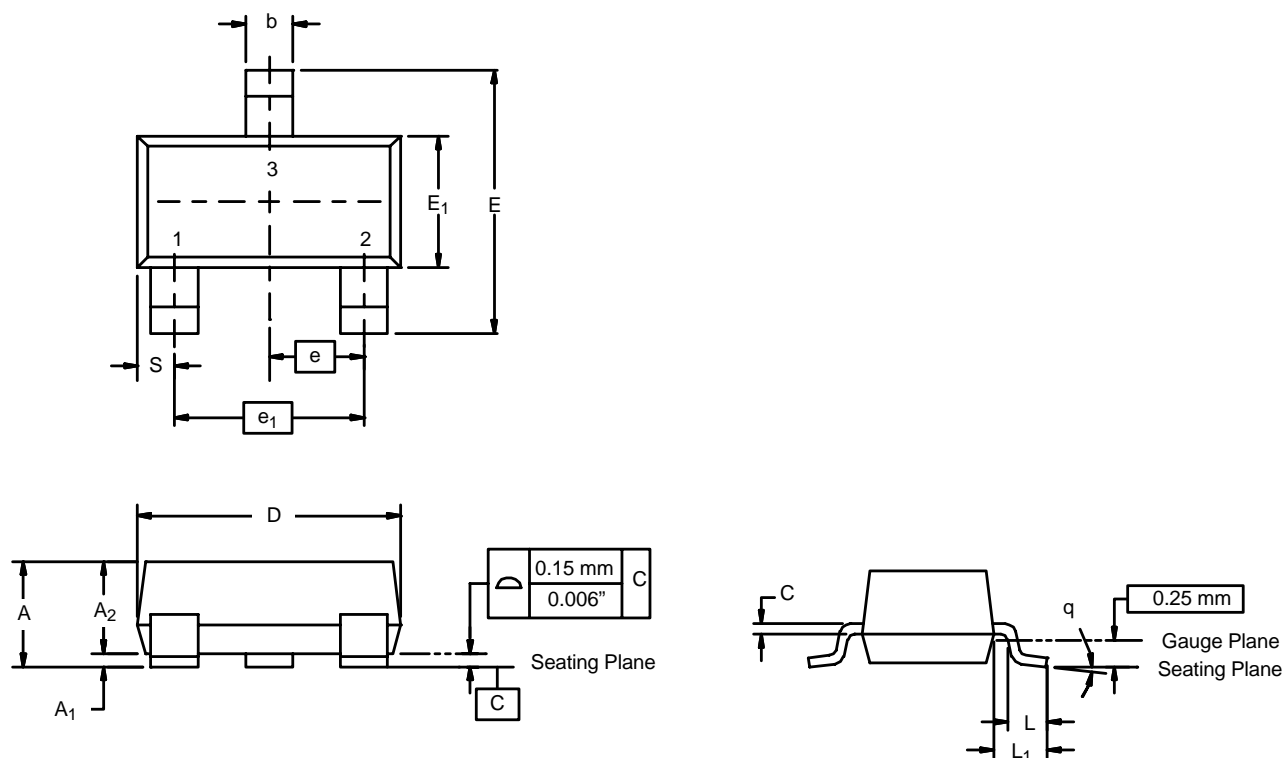 b
3
E₁
E
1
2
S
e
e₁
D
A
A₂
A₁
0.15 mm
0.006”
C
Seating Plane
C
C
q
0.25 mm
Gauge Plane
Seating Plane
L
L₁